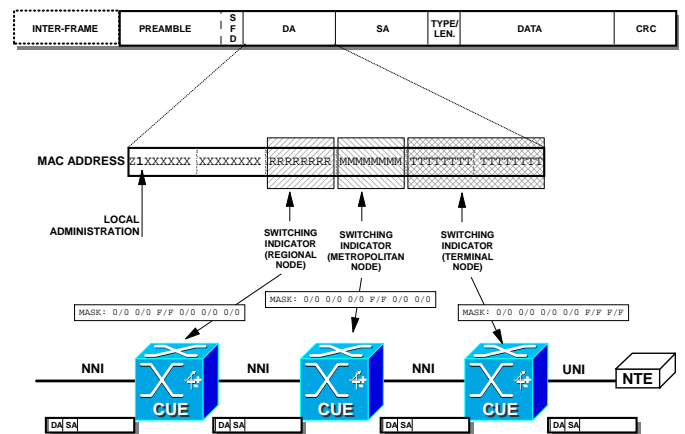 INTER-FRAME PREAMBLE S F D DA SA TYPE/ LEN. DATA CRC
MAC ADDRESS Z1XXXXXX XXXXXXXX RRRRRRRR MMMMMMMM TTTTTTTT TTTTTTTT
LOCAL
ADMINISTRATION
SWITCHING
INDICATOR
(REGIONAL
NODE)
SWITCHING
INDICATOR
(METROPOLITAN
NODE)
SWITCHING
INDICATOR
(TERMINAL
NODE)
MASK: 0/0 0/0 F/F 0/0 0/0 0/0
MASK: 0/0 0/0 0/0 F/F 0/0 0/0
MASK: 0/0 0/0 0/0 0/0 F/F F/F
NNI NNI NNI UNI
CUE CUE CUE NTE
DA SA DA SA DA SA DA SA